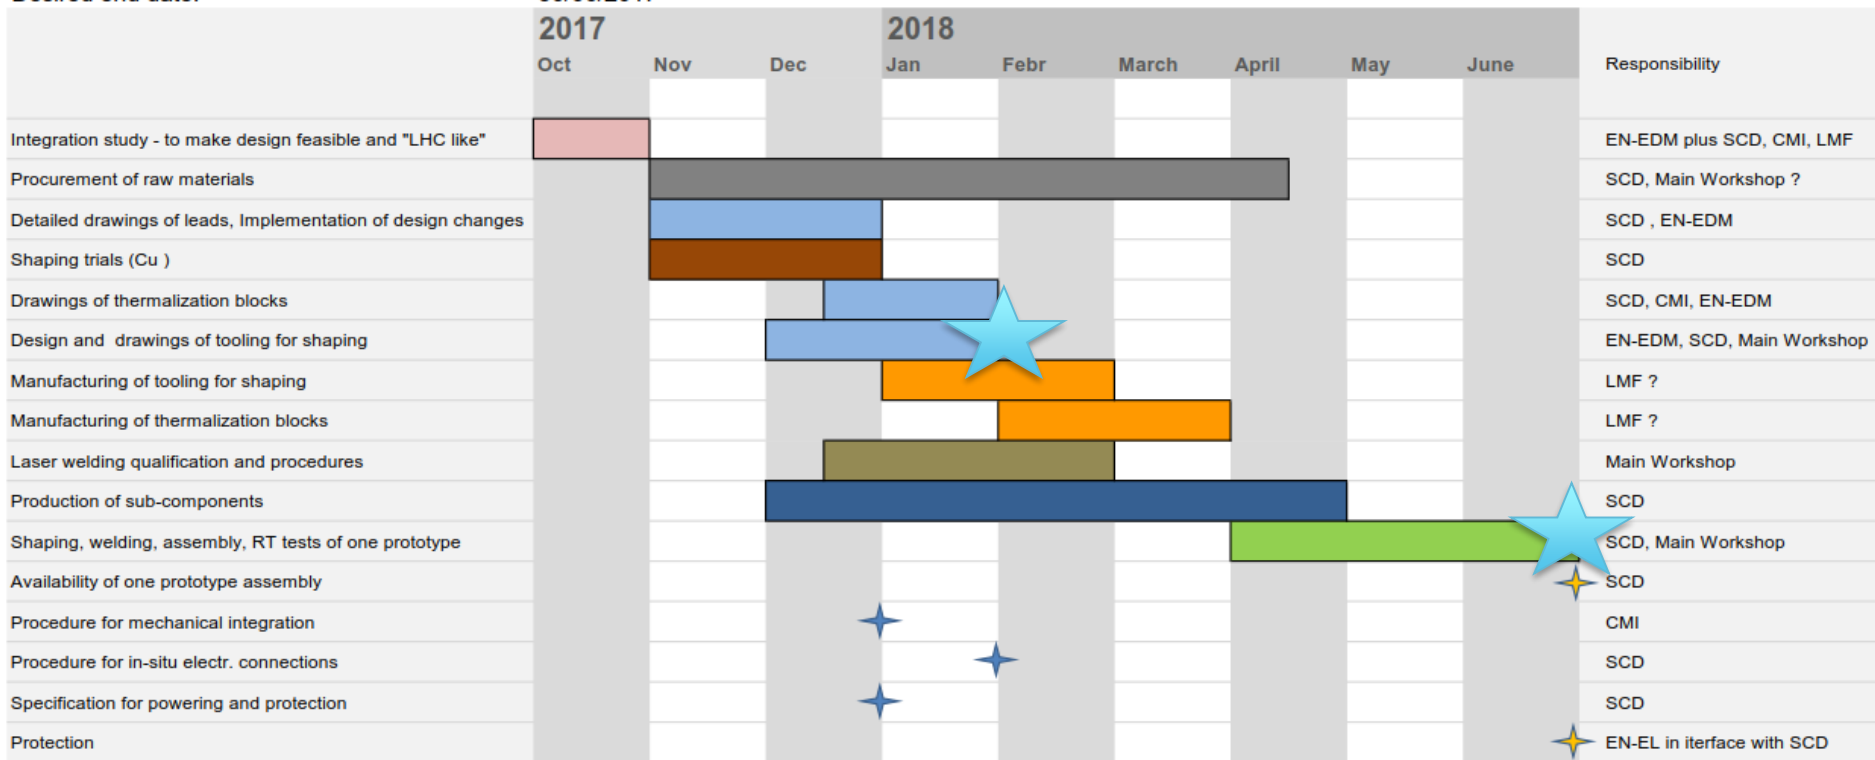 2017 2018
Oct Nov Dec Jan Febr March April May June Responsibility
Integration study - to make design feasible and "LHC like" EN-EDM plus SCD, CMI, LMF
Procurement of raw materials SCD, Main Workshop ?
Detailed drawings of leads, Implementation of design changes SCD , EN-EDM
Shaping trials (Cu ) SCD
Drawings of thermalization blocks SCD, CMI, EN-EDM
Design and drawings of tooling for shaping EN-EDM, SCD, Main Workshop
Manufacturing of tooling for shaping LMF ?
Manufacturing of thermalization blocks LMF ?
Laser welding qualification and procedures Main Workshop
Production of sub-components SCD
Shaping, welding, assembly, RT tests of one prototype SCD, Main Workshop
Availability of one prototype assembly SCD
Procedure for mechanical integration CMI
Procedure for in-situ electr. connections SCD
Specification for powering and protection SCD
Protection EN-EL in iterface with SCD